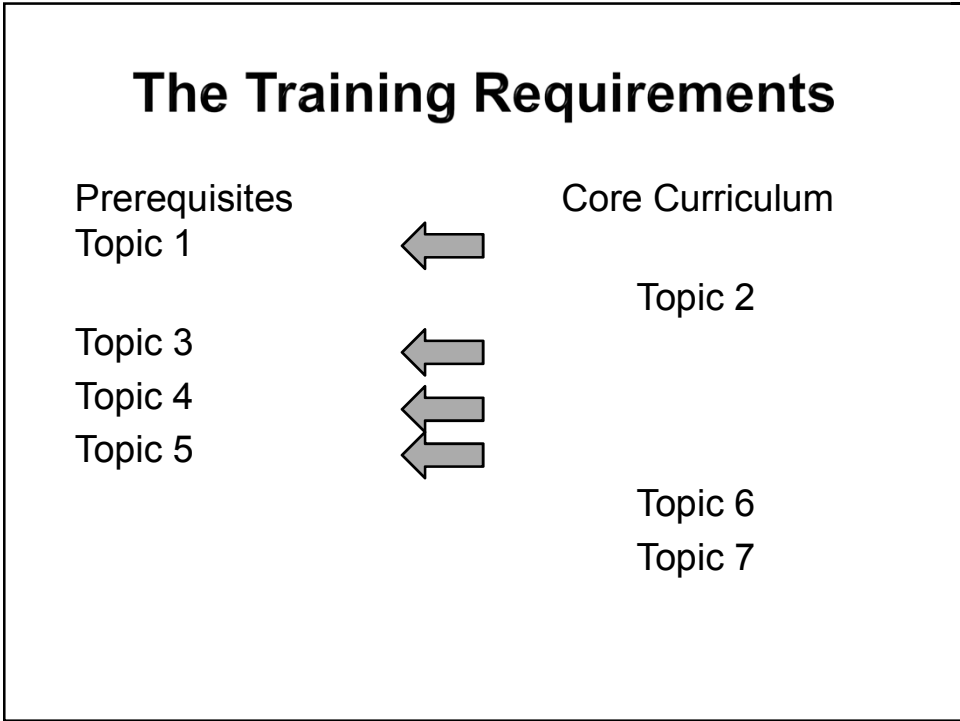 The Training Requirements
Prerequisites Core Curriculum
Topic 1
Topic 2
Topic 3
Topic 4
Topic 5
Topic 6
Topic 7